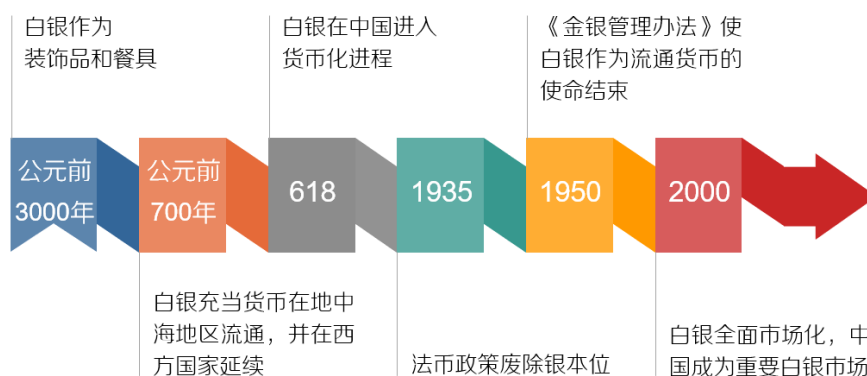 白银作为
装饰品和餐具
白银在中国进入
货币化进程
《金银管理办法》使
白银作为流通货币的
使命结束
公元前
3000年
公元前
700年
618
1935
1950
2000
白银充当货币在地中
海地区流通，并在西
方国家延续
法币政策废除银本位
白银全面市场化，中
国成为重要白银市场